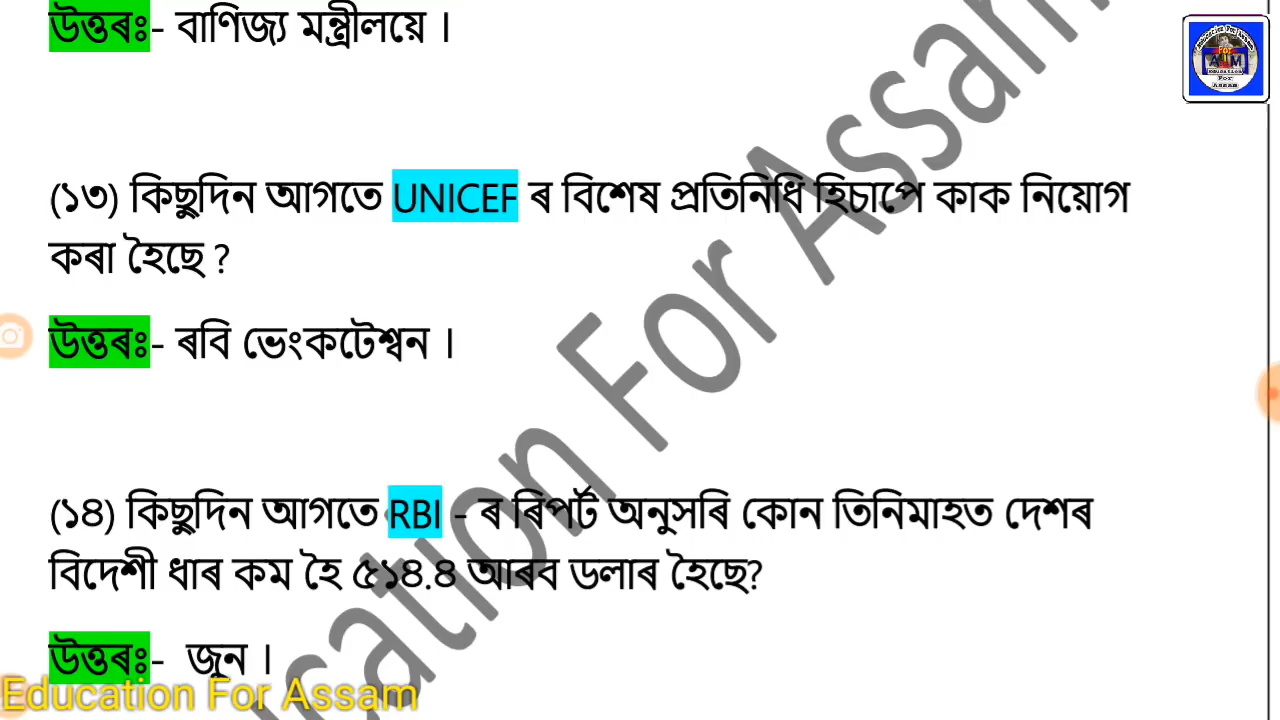 উত্তৰঃ- বাণিজ্য মন্ত্ৰীলয়ে ।
(১৩) কিছুদিন আগতে UNICEF ৰ বিশেষ প্ৰতিনিধি হিচাপে কাক নিয়োগ
কৰা হৈছে ?
উত্তৰঃ- ৰবি ভেংকটেশ্বন ।
(১৪) কিছুদিন আগতে RBI - ৰ ৰিপৰ্ট অনুসৰি কোন তিনিমাহত দেশৰ
বিদেশী ধাৰ কম হৈ ৫১৪.৪ আৰব ডলাৰ হৈছে?
উত্তৰঃ- জুন ।
Education For Assam
ucation For Assam